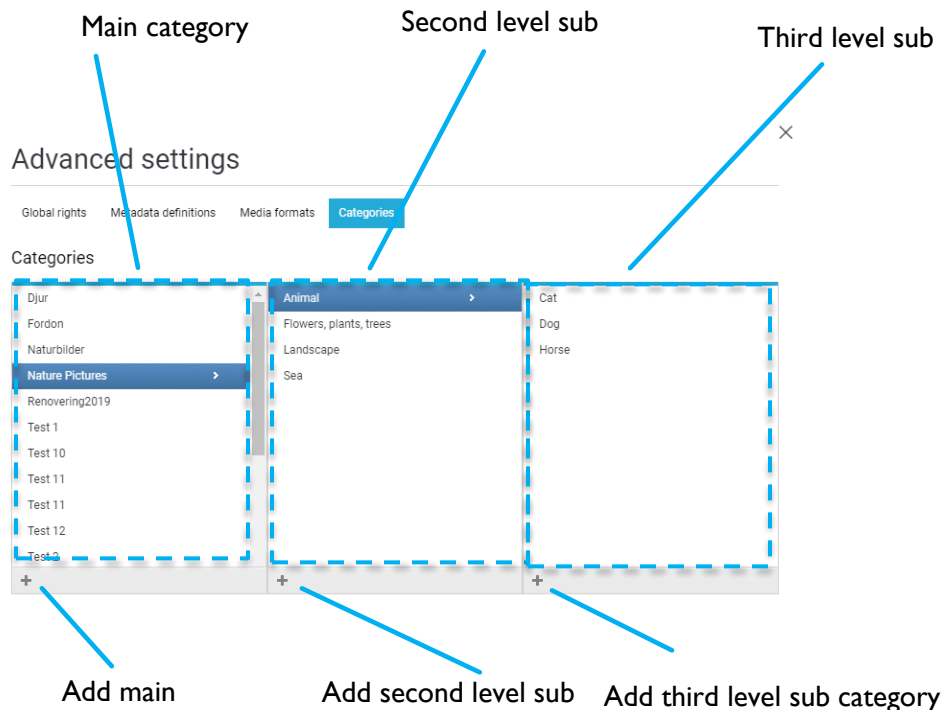 Main category
Second level sub
Third level sub
Advanced settings
Global rights
Metadata definitions
Media formats
Categories
Categories
Djur
Fordon
Naturbilder
Nature Pictures
Renovering2019
Test 1
Test 10
Test 11
Test 11
Test 12
Test 2
Animal
Flowers, plants, trees
Landscape
Sea
Cat
Dog
Horse
Add main
Add second level sub
Add third level sub category